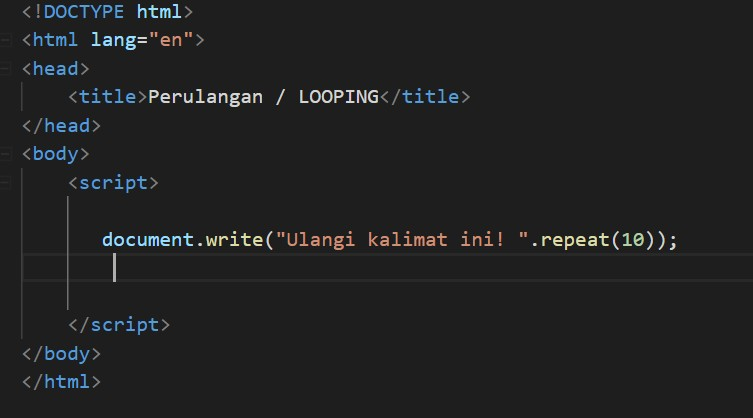 <!DOCTYPE html>
<html lang="en">
<head>
<title>Perulangan / LOOPING</title>
</head>
<body>
<script>
document.write("Ulangi kalimat ini! ".repeat(10));
</script>
</body>
</html>